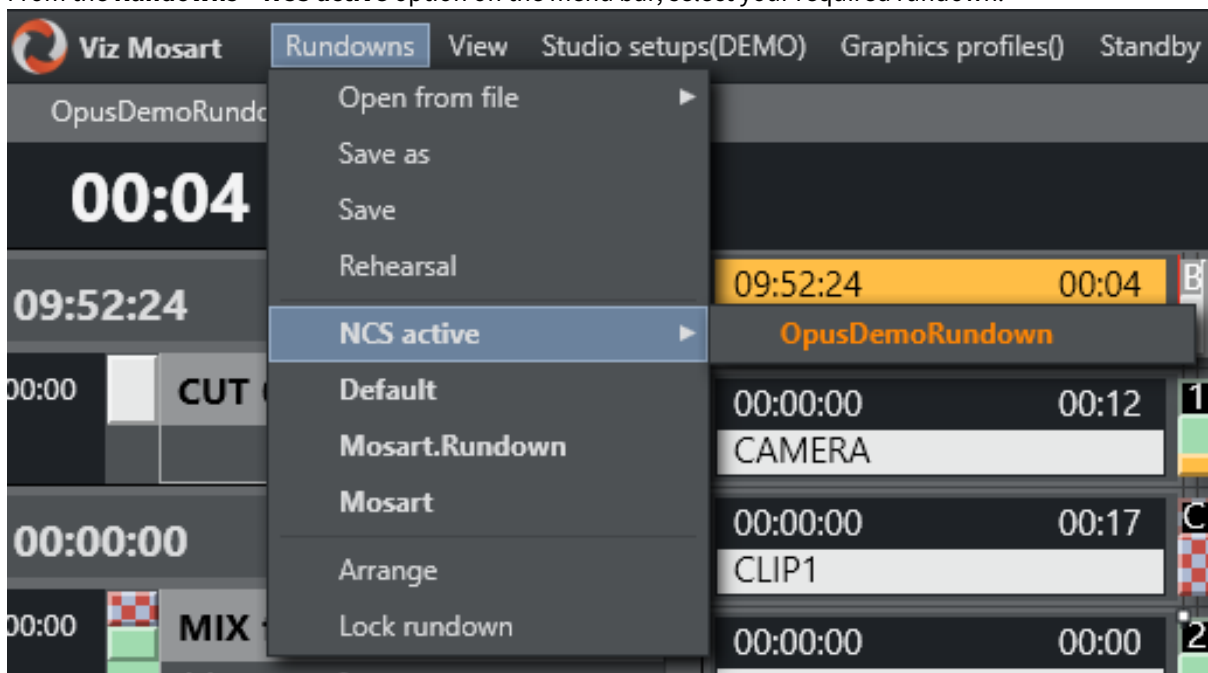 Viz Mosart Rundowns View Studio setups(DEMO) Graphics profiles() Standby
OpusDemoRundo
Open from file
Save as
Save
Rehearsal
NCS active
Default
Mosart.Rundown
Mosart
Arrange
Lock rundown
OpusDemoRundown
00:04
09:52:24
00:00 CUT
00:00:00
00:00 MIX
09:52:24 00:04 B
00:00:00 00:12 1
CAMERA
00:00:00 00:17 C
CLIP1
00:00:00 00:00 2